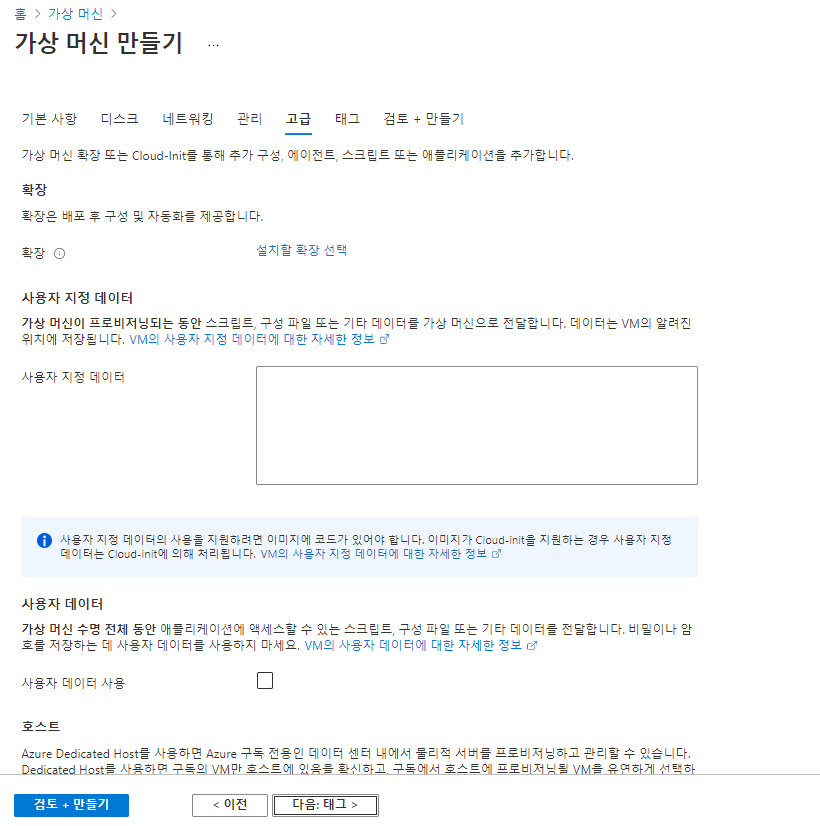 홈 > 가상 머신 >
가상 머신 만들기 ...
기본 사항 디스크 네트워킹 관리 고급 태그 검토 + 만들기
가상 머신 확장 또는 Cloud-Init를 통해 추가 구성, 에이전트, 스크립트 또는 애플리케이션을 추가합니다.
확장
확장은 배포 후 구성 및 자동화를 제공합니다.
확장 설치할 확장 선택
사용자 지정 데이터
가상 머신이 프로비저닝되는 동안 스크립트, 구성 파일 또는 기타 데이터를 가상 머신으로 전달합니다. 데이터는 VM의 알려진
위치에 저장됩니다. VM의 사용자 지정 데이터에 대한 자세한 정보
사용자 지정 데이터
사용자 지정 데이터의 사용을 지원하려면 이미지에 코드가 있어야 합니다. 이미지가 Cloud-init을 지원하는 경우 사용자 지정
데이터는 Cloud-init에 의해 처리됩니다. VM의 사용자 지정 데이터에 대한 자세한 정보
사용자 데이터
가상 머신 수명 전체 동안 애플리케이션에 액세스할 수 있는 스크립트, 구성 파일 또는 기타 데이터를 전달합니다. 비밀이나 암
호를 저장하는 데 사용자 데이터를 사용하지 마세요. VM의 사용자 데이터에 대한 자세한 정보
사용자 데이터 사용
호스트
Azure Dedicated Host를 사용하면 Azure 구독 전용인 데이터 센터 내에서 물리적 서버를 프로비저닝하고 관리할 수 있습니다.
Dedicated Host를 사용하면 구독의 VM만 호스트에 있음을 확신하고, 구독에서 호스트에 프로비저닝될 VM을 유연하게 선택하
검토 + 만들기 < 이전 다음: 태그 >